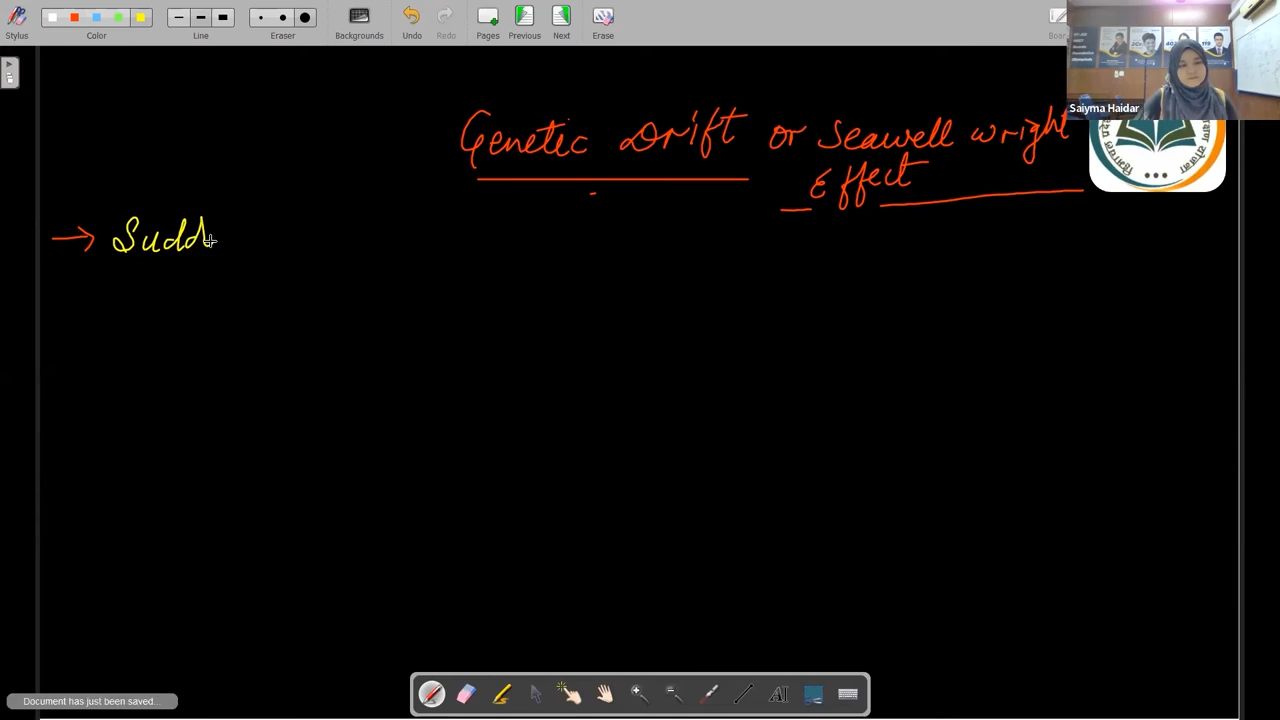 Stylus
Color
Line
Eraser
Backgrounds
Undo
Redo
Pages
Previous
Next
Erase
Saiyma Haidar
Genetic Drift or Seawell wright
Effect
→ Sudd
Document has just been saved...